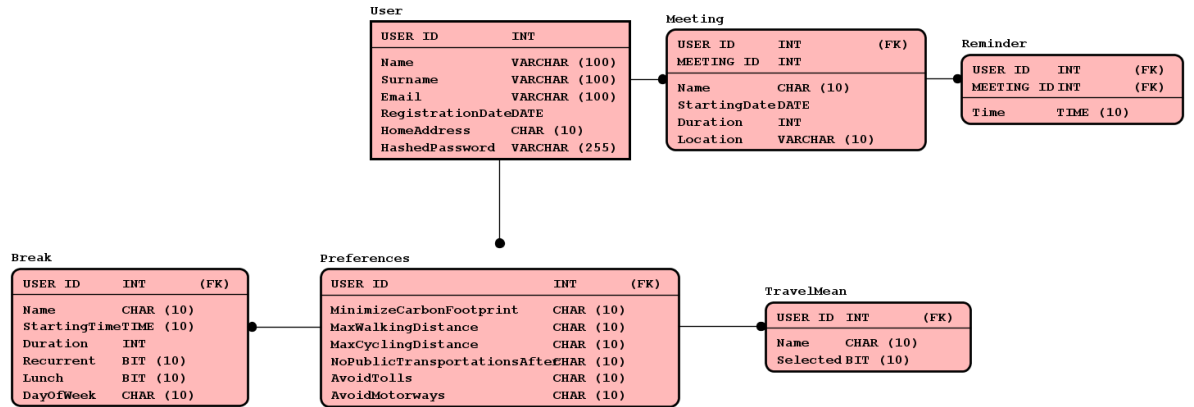 User
USER ID INT
Name VARCHAR (100)
Surname VARCHAR (100)
Email VARCHAR (100)
RegistrationDate DATE
HomeAddress CHAR (10)
HashedPassword VARCHAR (255)
Meeting
USER ID INT (FK)
MEETING ID INT
Name CHAR (10)
StartingDate DATE
Duration INT
Location VARCHAR (10)
Reminder
USER ID INT (FK)
MEETING ID INT (FK)
Time TIME (10)
Break
USER ID INT (FK)
Name CHAR (10)
StartingTime TIME (10)
Duration INT
Recurrent BIT (10)
Lunch BIT (10)
DayOfWeek CHAR (10)
Preferences
USER ID INT (FK)
MinimizeCarbonFootprint CHAR (10)
MaxWalkingDistance CHAR (10)
MaxCyclingDistance CHAR (10)
NoPublicTransportationsAfter CHAR (10)
AvoidTolls CHAR (10)
AvoidMotorways CHAR (10)
TravelMean
USER ID INT (FK)
Name CHAR (10)
Selected BIT (10)